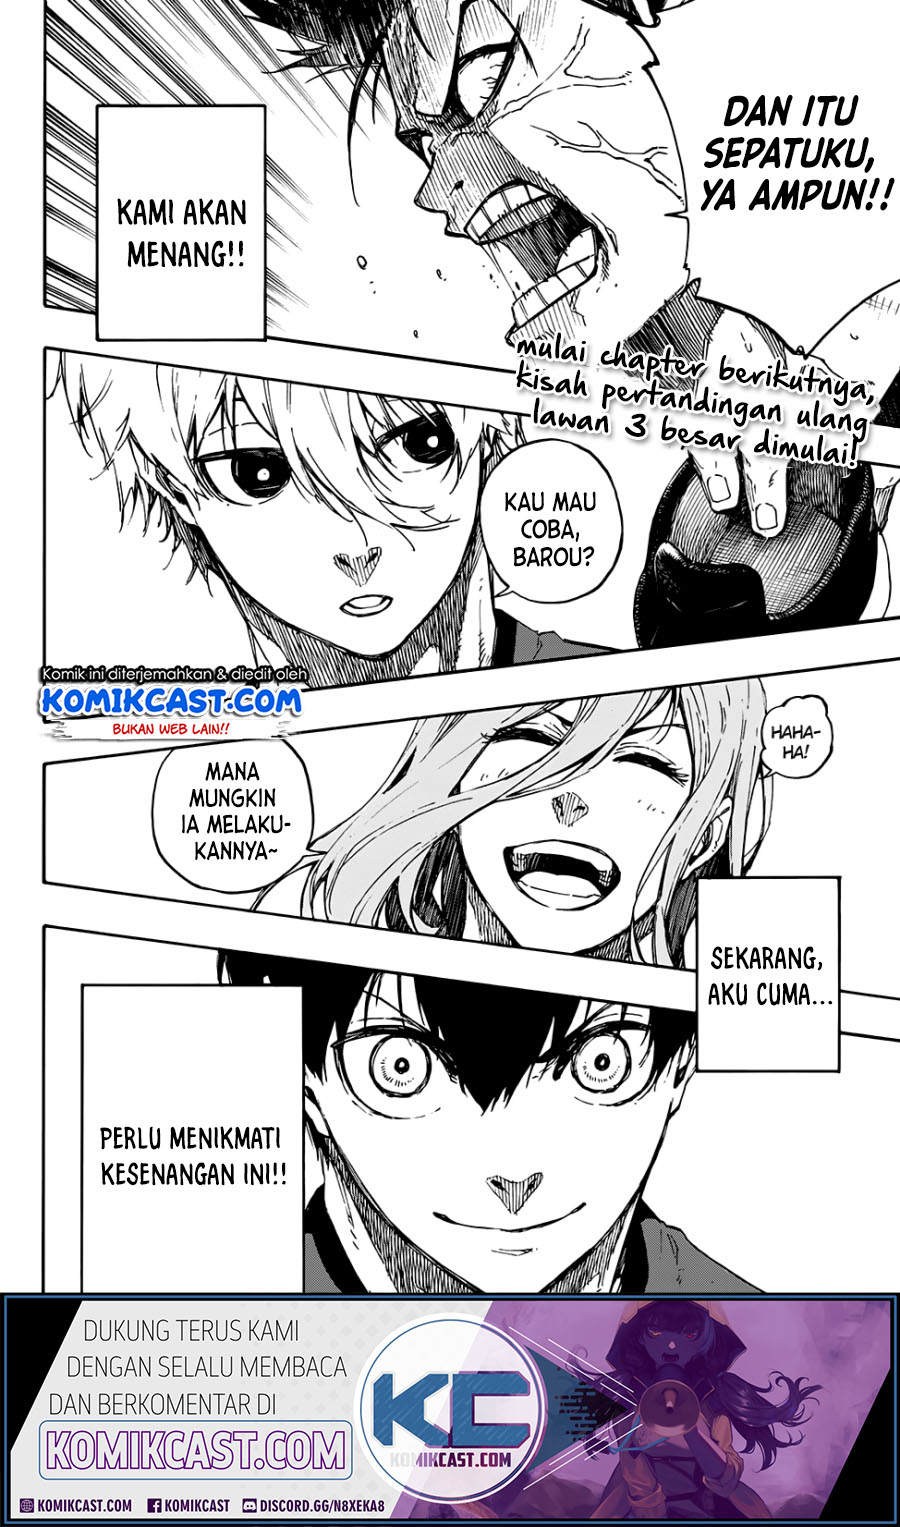 DAN ITU
SEPATUKU,
YA AMPUN!!
KAMI AKAN
MENANG!!
mulai chapter berikutnya,
kisah pertandingan ulang
lawan 3 besar dimulai!
KAU MAU
COBA,
BAROU?
Komik ini diterjemahkan & diedit oleh
KOMIKCAST.COM
BUKAN WEB LAIN!!
HAHA-
HA!
MANA
MUNGKIN
IA MELAKU-
KANNYA~
SEKARANG,
AKU CUMA...
PERLU MENIKMATI
KESENANGAN INI!!
DUKUNG TERUS KAMI
DENGAN SELALU MEMBACA
DAN BERKOMENTAR DI
KOMIKCAST.COM
KC
KOMIKCAST.COM
KOMIKCAST.COM KOMIKCAST DISCORD.GG/N8XEKA8